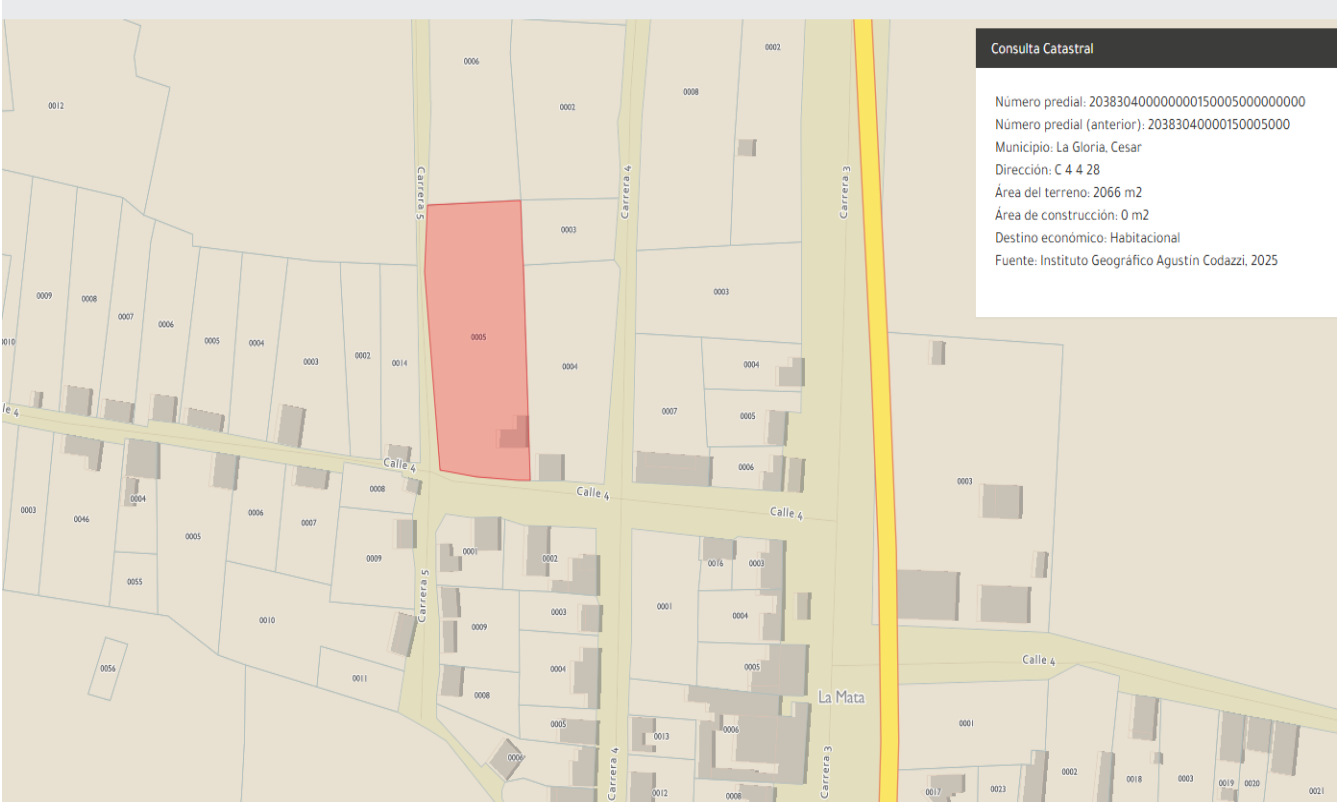 Consulta Catastral
Número predial: 203830400000000150005000000000
Número predial (anterior): 20383040000150005000
Municipio: La Gloria, Cesar
Dirección: C 4 4 28
Área del terreno: 2066 m2
Área de construcción: 0 m2
Destino económico: Habitacional
Fuente: Instituto Geográfico Agustín Codazzi, 2025
0006
0002
0008
0002
0012
Carrera 5
Carrera 4
Carrera 3
0003
0009
0008
0007
0006
0005
0004
0003
0002
0014
0005
0004
0003
0010
0004
0007
0005
0006
le 4
Calle 4
Calle 4
Calle 4
0003
0046
0004
0005
0006
0007
0008
0009
0055
0010
0011
0056
Carrera 5
0001
0002
0009
0003
0008
0004
0005
0006
Carrera 4
0001
0016
0003
0004
0005
0006
0013
0012
0008
La Mata
Carrera 3
0003
Calle 4
0001
0017
0023
0002
0018
0003
0019
0020
0021